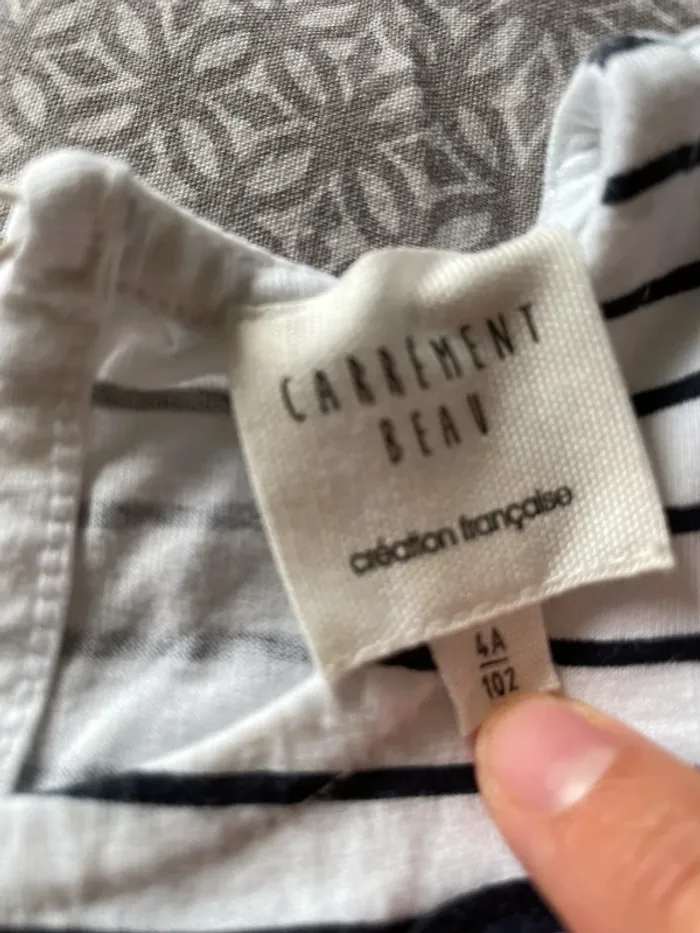 CARRÉMENT
BEAU
création française
4A
102